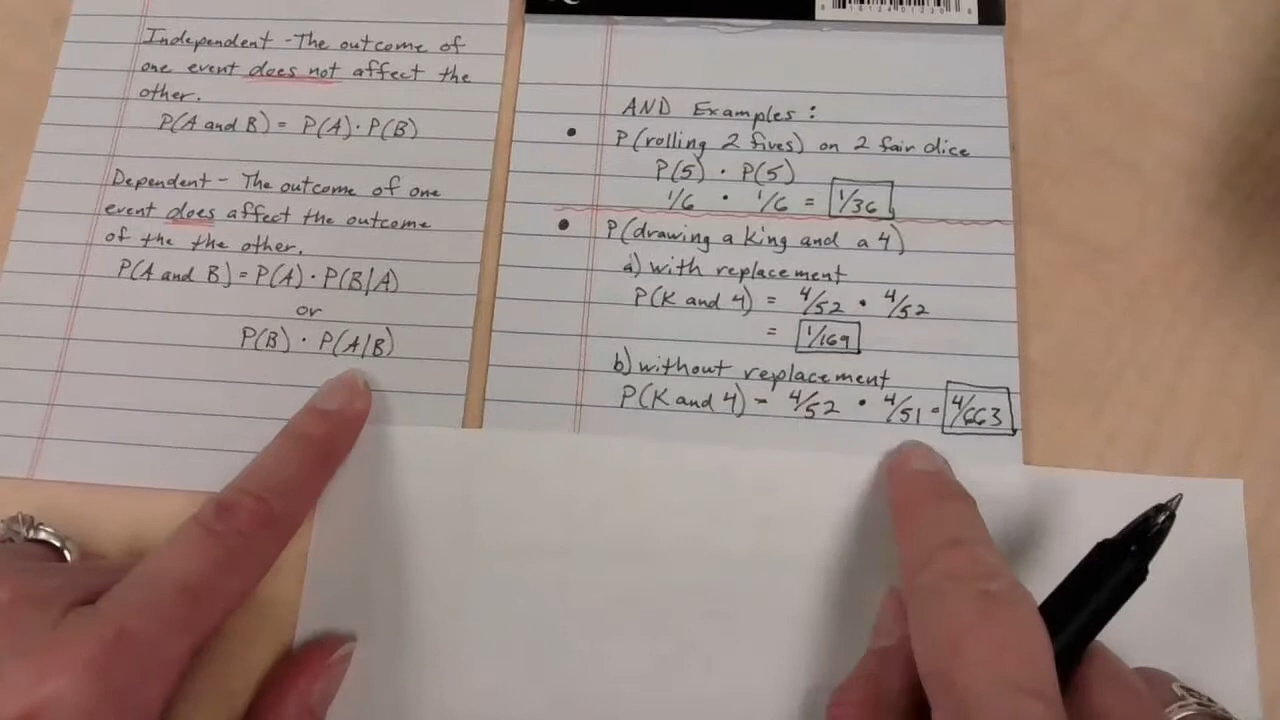 Independent - The outcome of
one event does not affect the
other.
P(A and B) = P(A) · P(B)
Dependent - The outcome of one
event does affect the outcome
of the the other.
P(A and B) = P(A) · P(B|A)
or
P(B) · P(A|B)
AND Examples:
• P(rolling 2 fives) on 2 fair dice
P(5) · P(5)
1/6 · 1/6 = 1/36
• P(drawing a King and a 4)
a) with replacement
P(K and 4) = 4/52 · 4/52
= 1/169
b) without replacement
P(K and 4) = 4/52 · 4/51 = 4/663